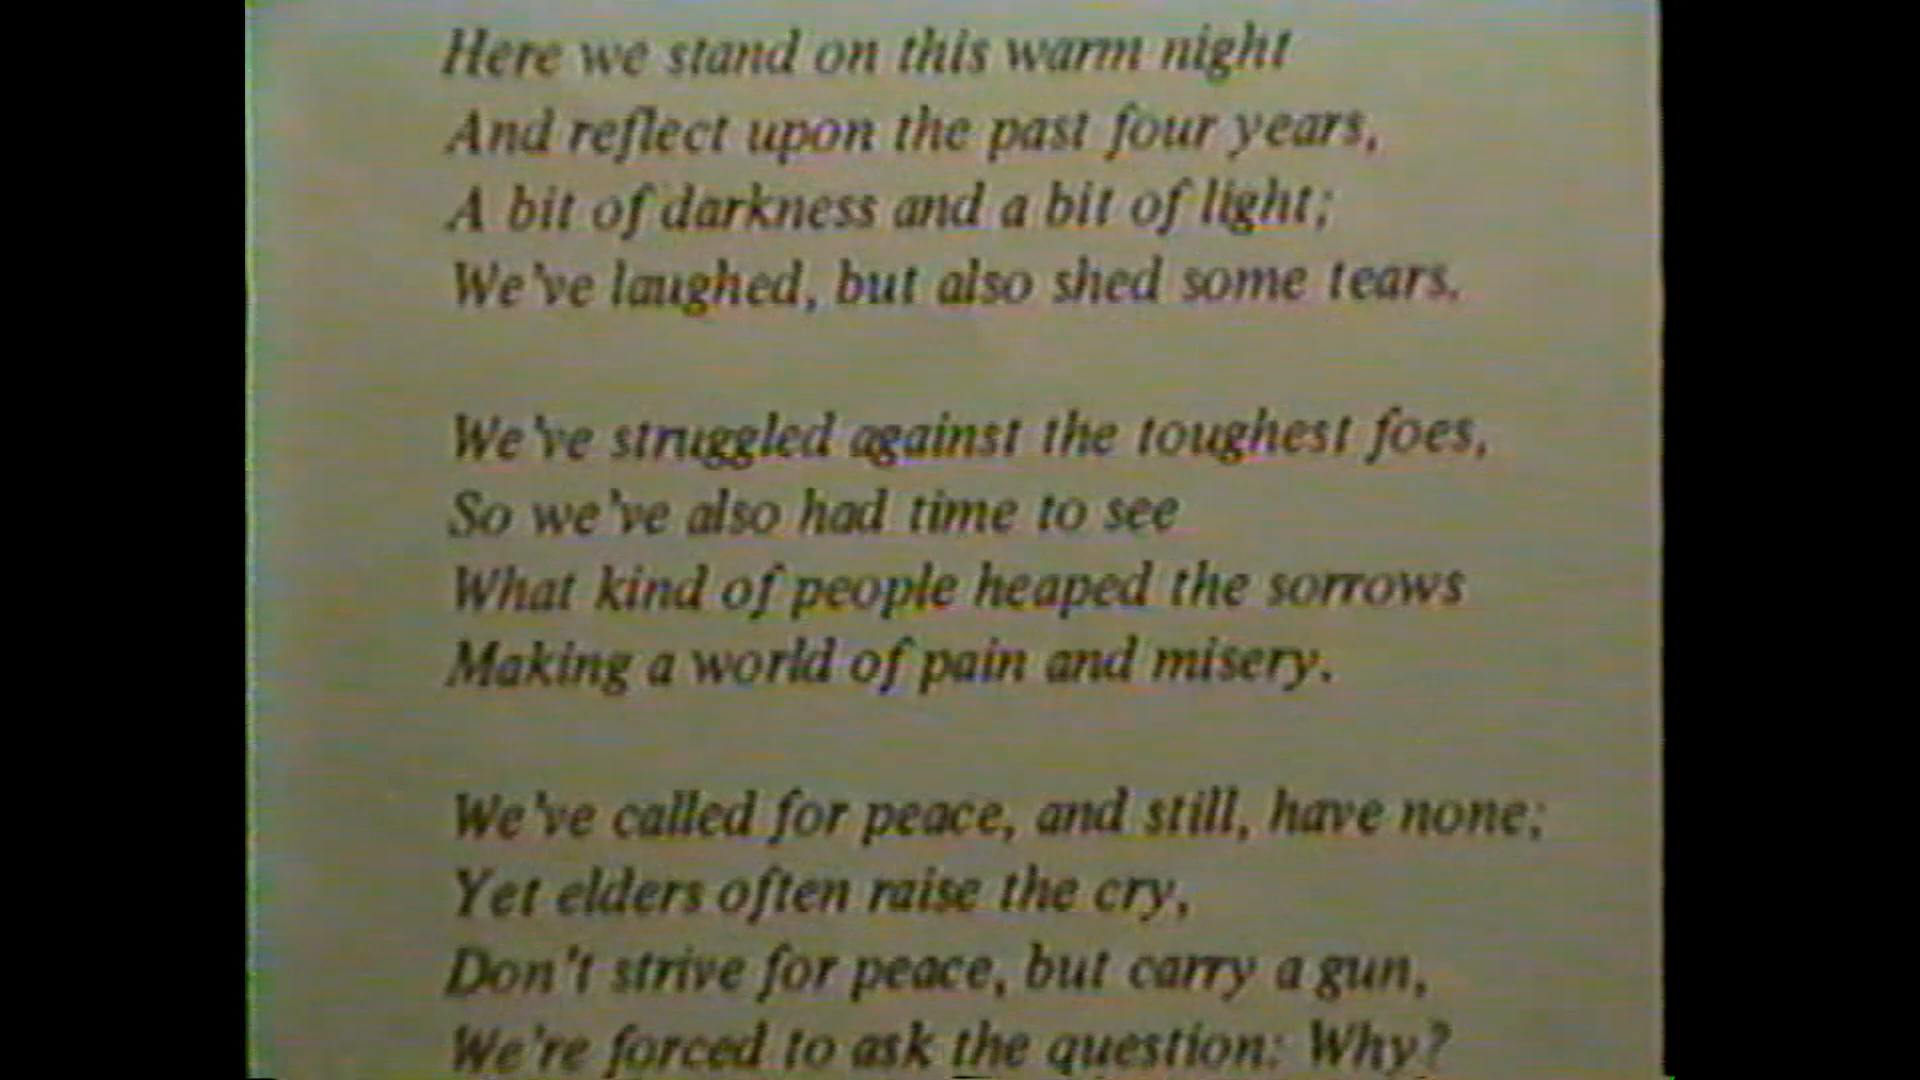 Here we stand on this warm night
And reflect upon the past four years,
A bit of darkness and a bit of light;
We've laughed, but also shed some tears.
We've struggled against the toughest foes,
So we've also had time to see
What kind of people heaped the sorrows
Making a world of pain and misery.
We've called for peace, and still, have none;
Yet elders often raise the cry,
Don't strive for peace, but carry a gun,
We're forced to ask the question: Why?